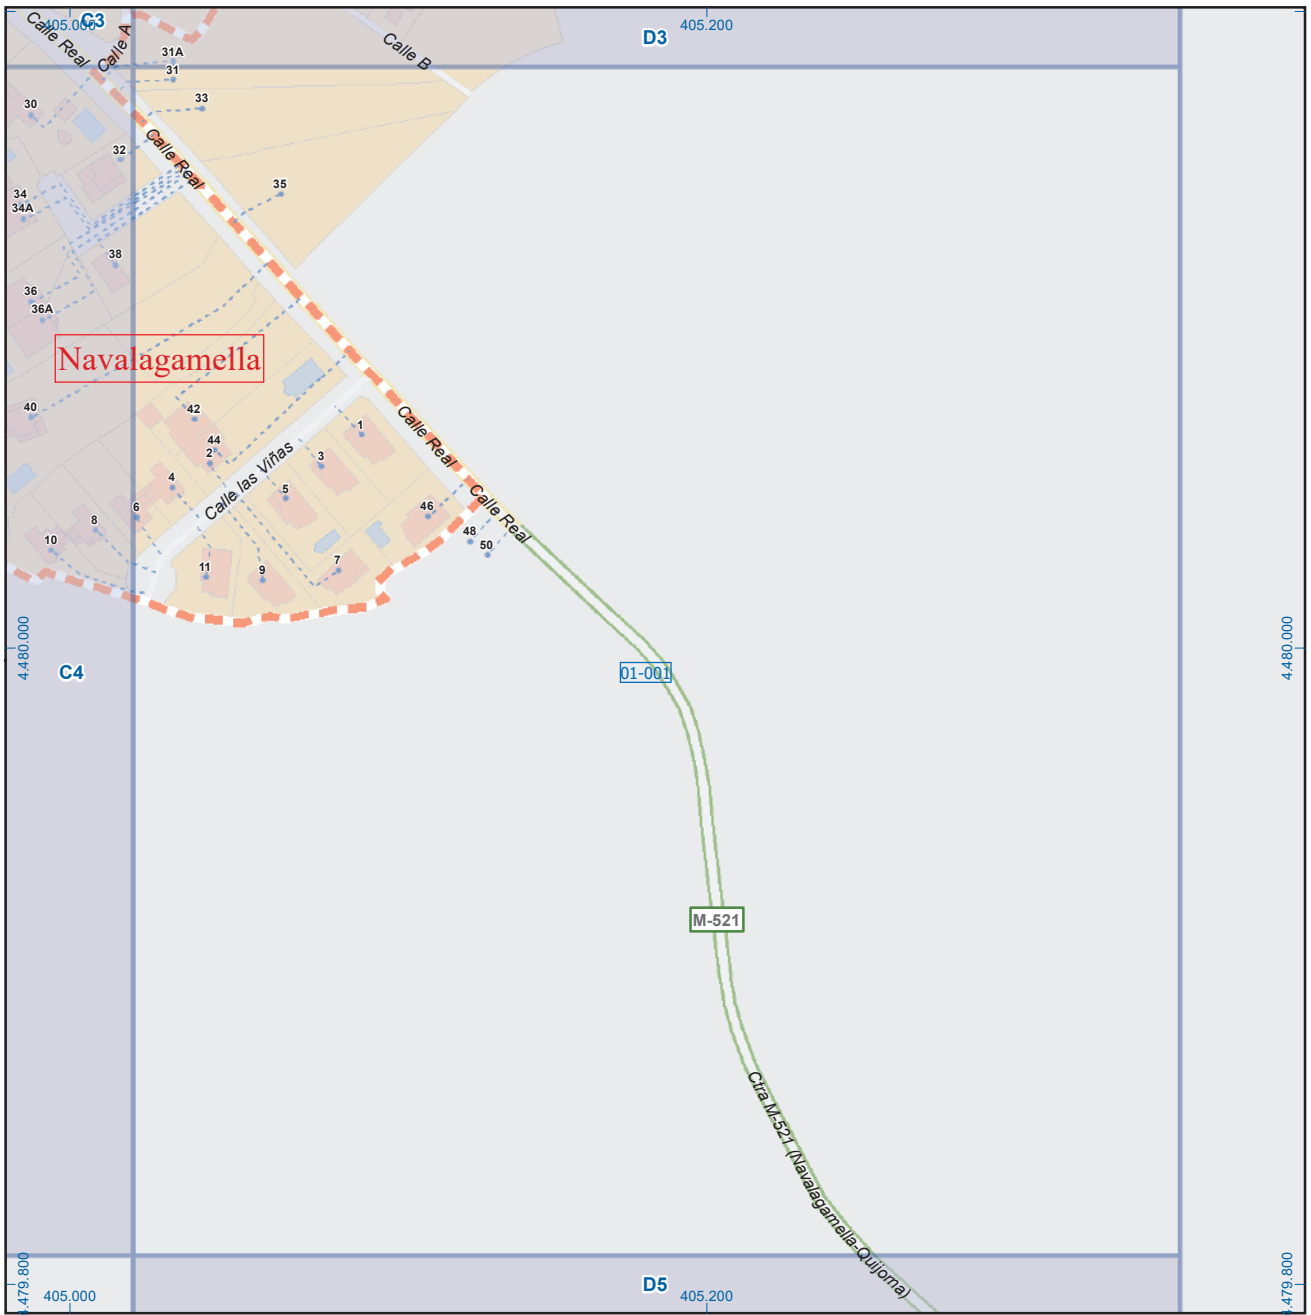 C3
405.000
405.200
D3
Calle Real
Calle A
Calle B
31A
31
30
33
32
Calle Real
34
34A
35
38
36
36A
Navalagamella
40
42
44
2
1
3
Calle Real
Calle las Viñas
4
5
6
46
Calle Real
8
10
48
50
11
9
7
4.480.000
4.480.000
C4
01-001
M-521
Ctra M-521 (Navalagamella-Quijorna)
4.479.800
4.479.800
405.000
D5
405.200